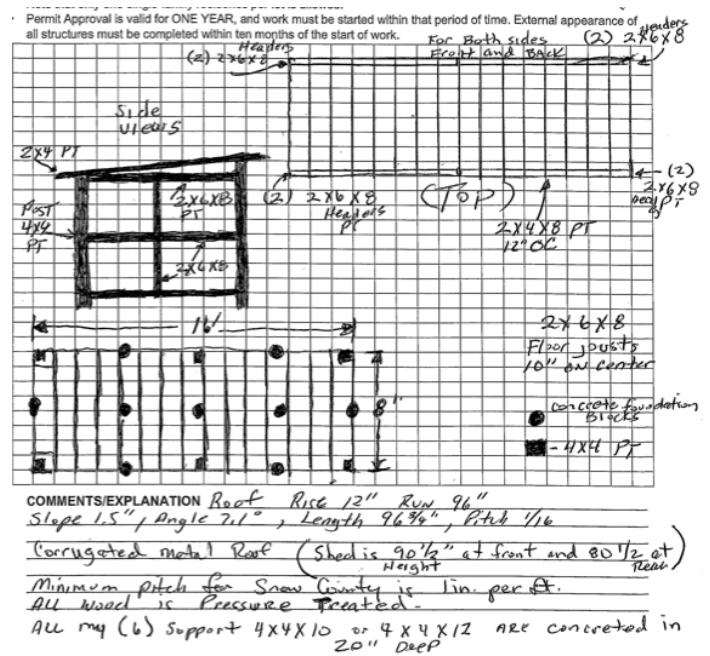 · Permit Approval is valid for ONE YEAR, and work must be started within that period of time. External appearance of
all structures must be completed within ten months of the start of work.
Headers
(2) 2x6x8
For Both sides
Front and BACK
Headers
(2) 2x6x8
Side
views
2x4 PT
2x6x8
PT
Post
4x4
PT
2x6x8
(2) 2x6x8
Headers
PT
(TOP)
2x4x8 PT
12" OC
(2)
2x6x8
PT
16'
8"
2x6x8
Floor jousts
10" ON center
concrete foundation
Blocks
- 4x4 PT
COMMENTS/EXPLANATION Roof Rise 12" Run 96"
Slope 1.5", Angle 7.1°, Length 96 3/4", Pitch 1/16
Corrugated metal Roof (Shed is 90 1/2" at front and 80 1/2 at
Height Rear)
Minimum pitch for Snow County is 1 in. per ft.
ALL Wood is Pressure Treated -
ALL my (6) Support 4x4x10 or 4x4x12 ARE concreted in
20" Deep